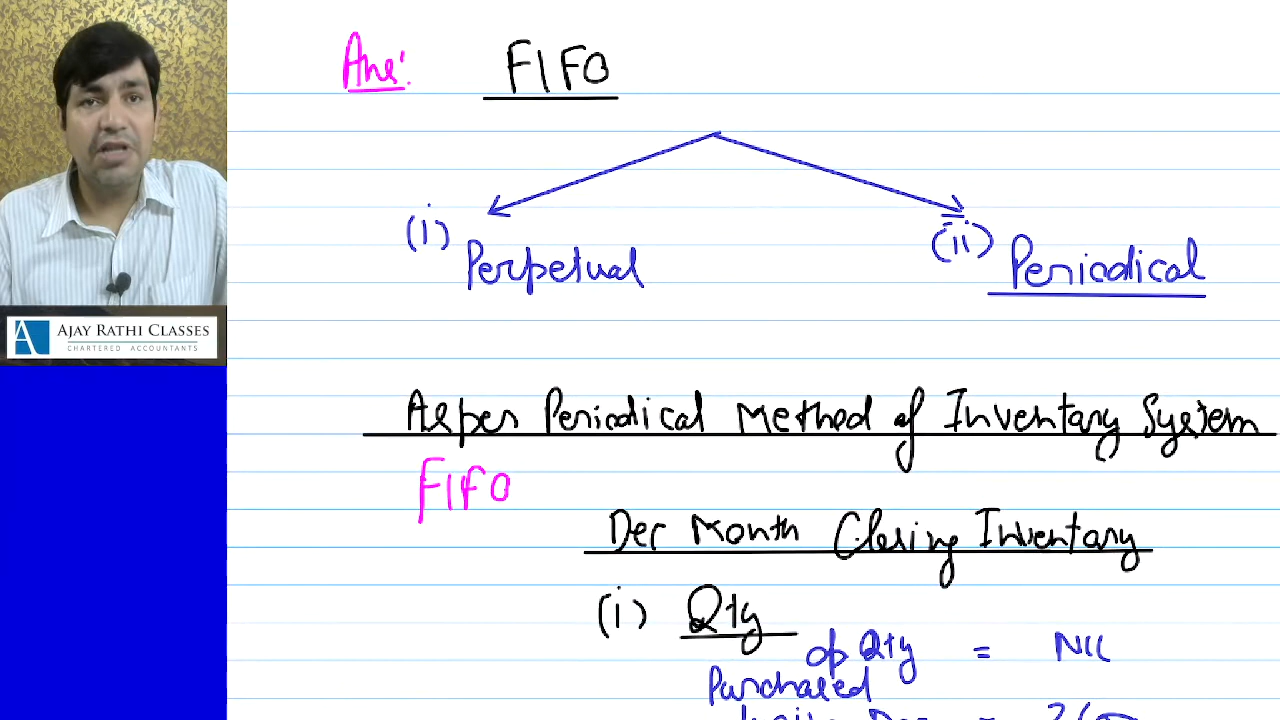 Ans:
FIFO
(i) Perpetual
(ii) Periodical
AJAY RATHI CLASSES
CHARTERED ACCOUNTANTS
As per Periodical Method of Inventory System
FIFO
Dec Month Closing Inventory
(i) Qty
op Qty = NIL
Purchased